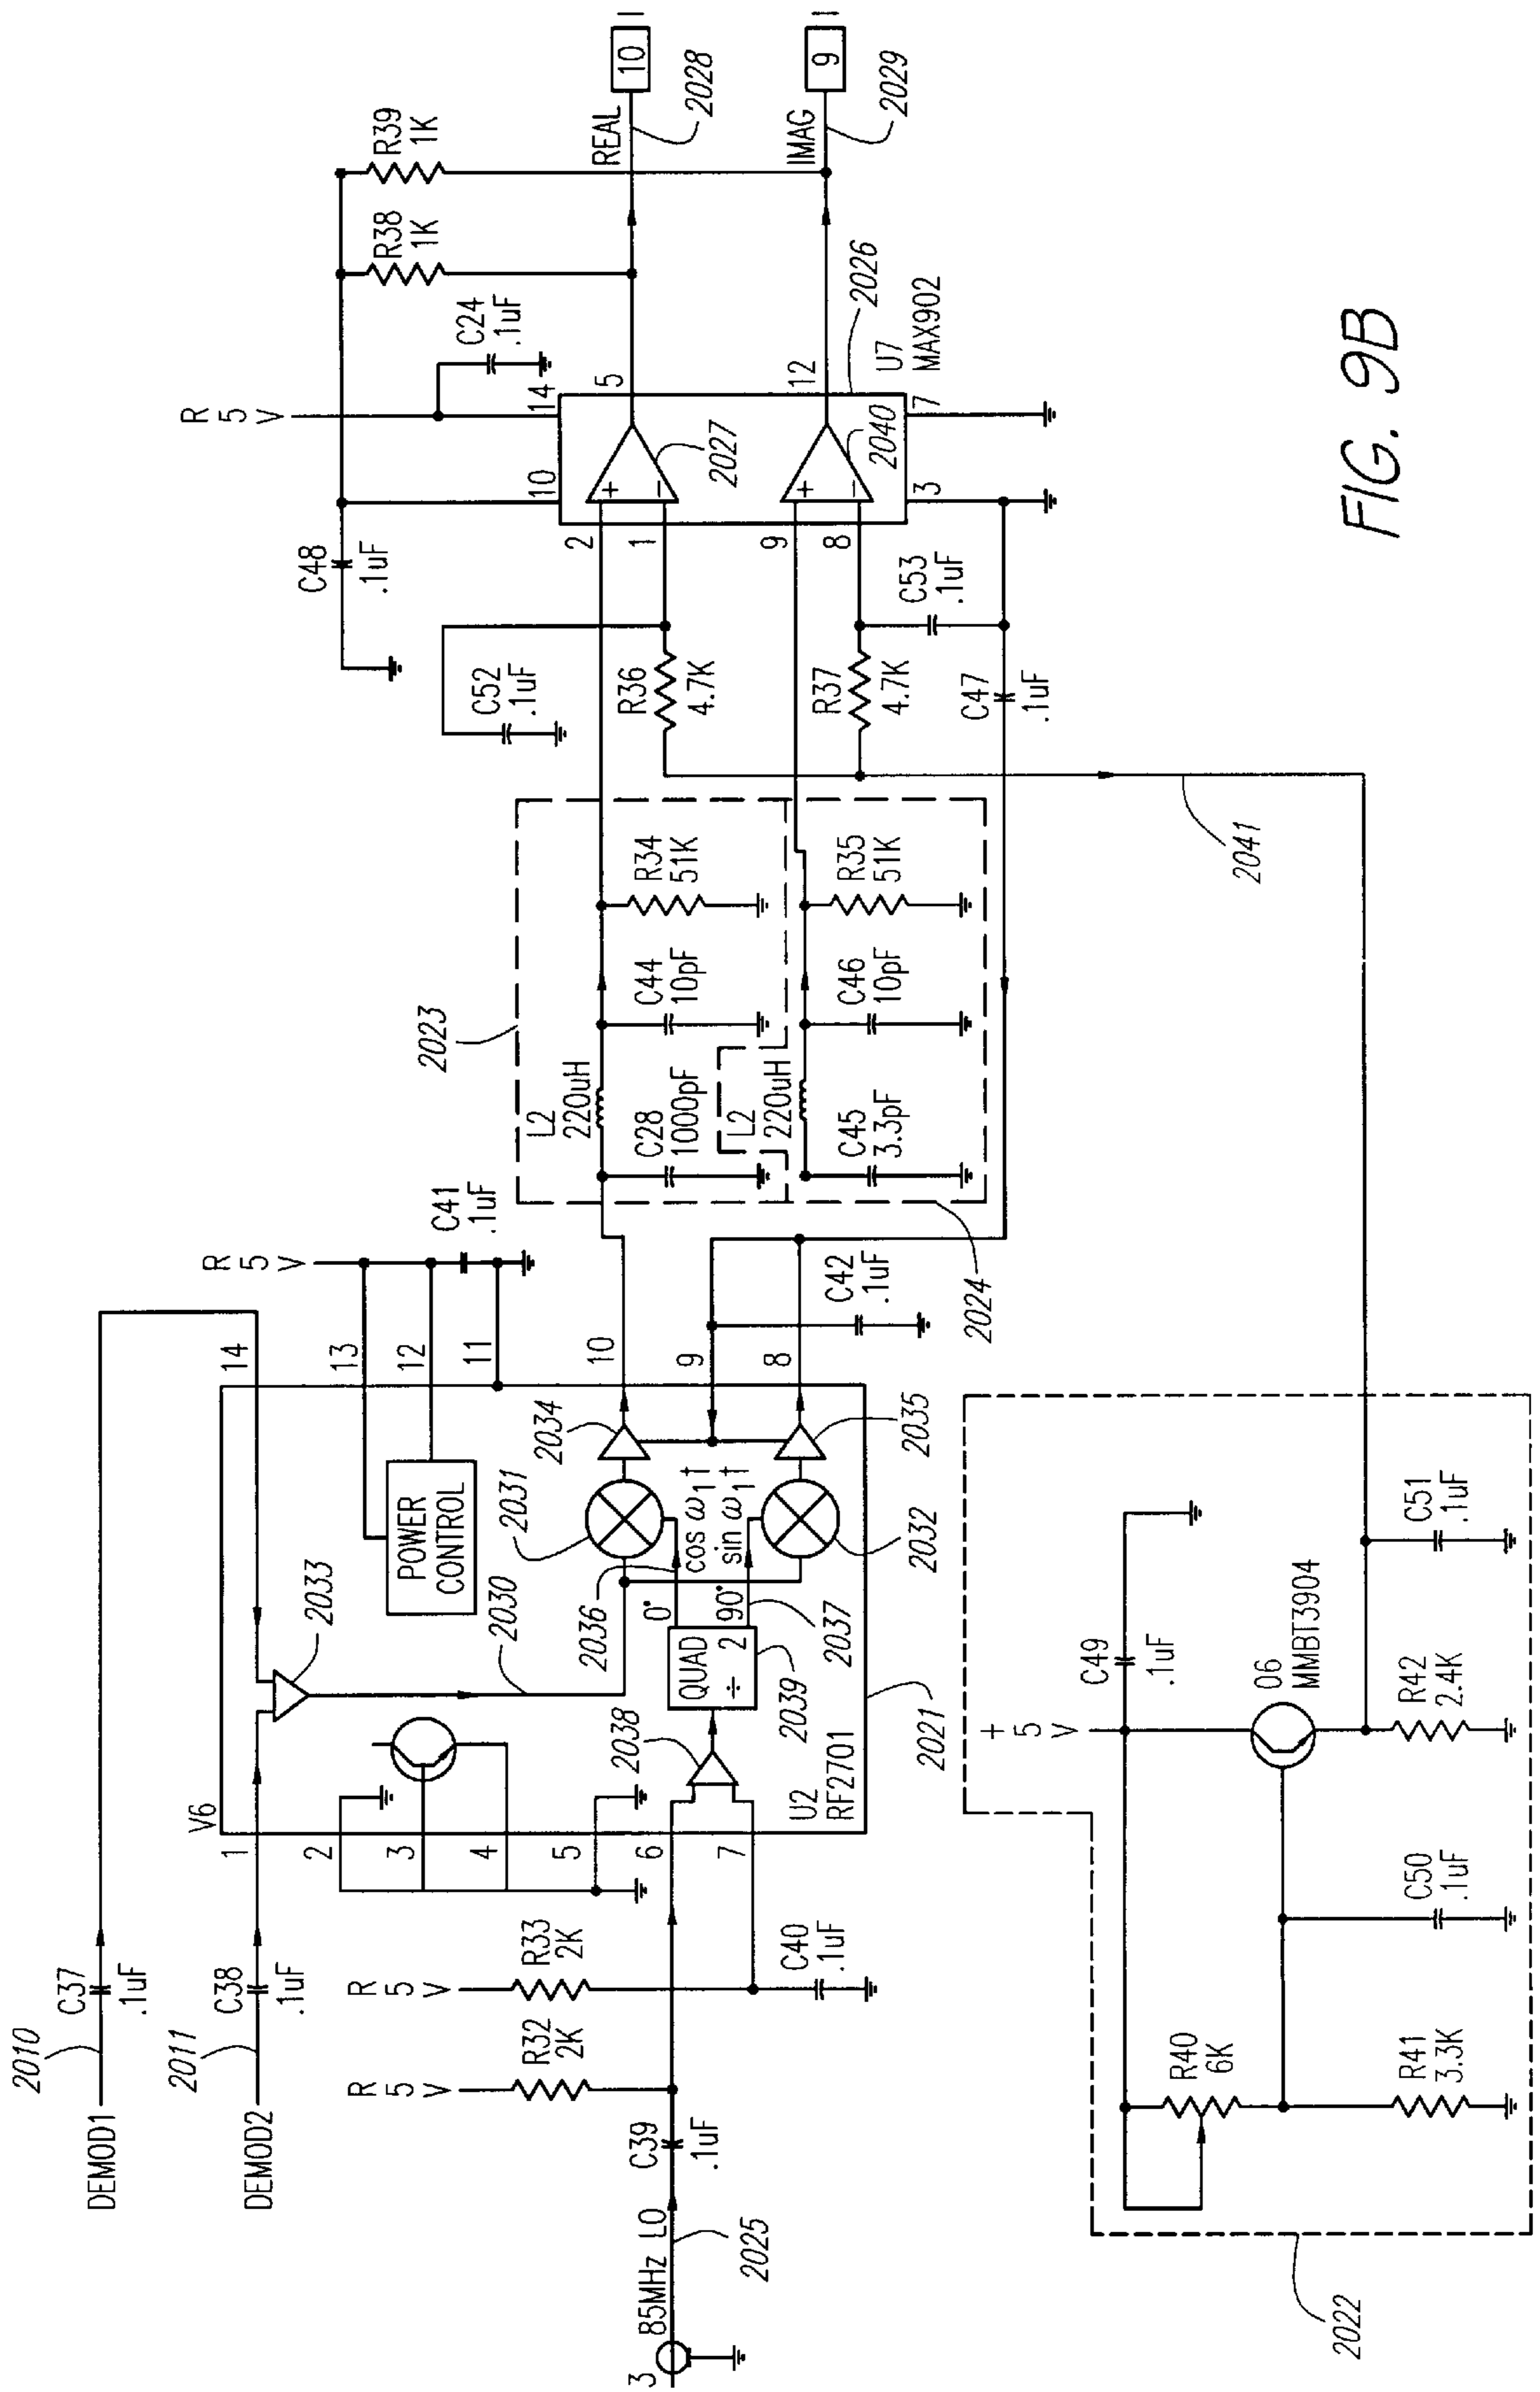 DEMOD1
2010
C37
.1uF
DEMOD2
2011
C38
.1uF
R
5
V
R32
2K
R
5
V
R33
2K
3
85MHz LO
2025
C39
.1uF
C40
.1uF
V6
1
2
3
4
5
6
7
U2
RF2701
2021
2033
2030
POWER
CONTROL
2038
QUAD
÷ 2
2039
0°
90°
2036
2037
cos ω1t
sin ω1t
2031
2032
2034
2035
14
13
12
11
10
9
8
R
5
V
C41
.1uF
C42
.1uF
2023
L2
220uH
C28
1000pF
C44
10pF
R34
51K
L2
220uH
C45
3.3pF
C46
10pF
R35
51K
2024
C48
.1uF
C52
.1uF
R36
4.7K
R37
4.7K
C53
.1uF
C47
.1uF
2041
2
1
9
8
10
14
5
12
3
7
+
−
2027
+
−
2040
2026
U7
MAX902
R
5
V
C24
.1uF
R38
1K
R39
1K
REAL
10
2028
IMAG
9
2029
2022
R40
6K
R41
3.3K
+
5
V
C49
.1uF
C50
.1uF
06
MMBT3904
R42
2.4K
C51
.1uF
FIG. 9B